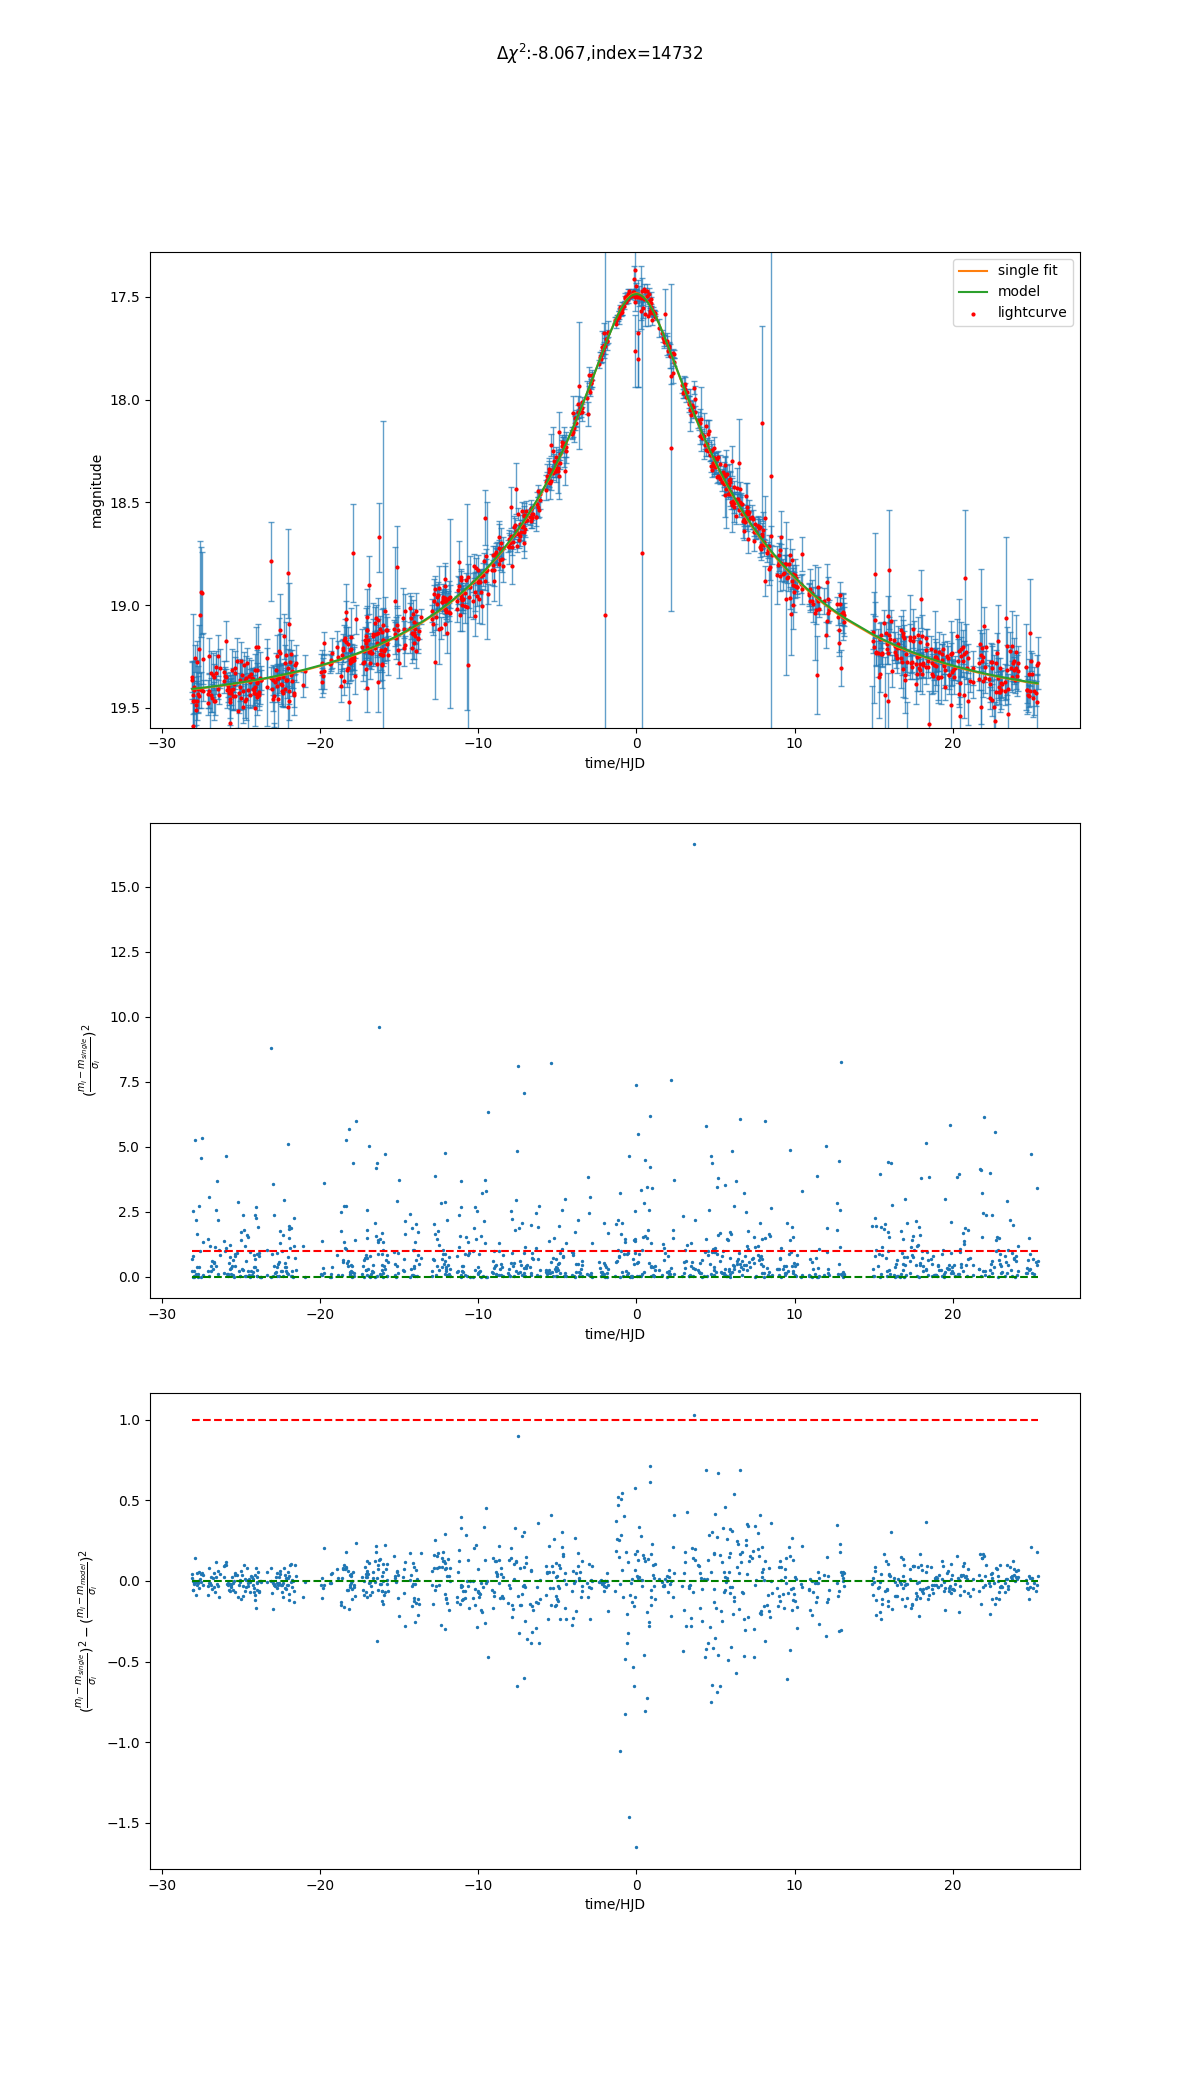 Δχ²:-8.067,index=14732
single fit
model
lightcurve
17.5
18.0
18.5
19.0
19.5
magnitude
−30 −20 −10 0 10 20
time/HJD
15.0
12.5
10.0
7.5
5.0
2.5
0.0
((m_i − m_single)/σ_i)²
−30 −20 −10 0 10 20
time/HJD
1.0
0.5
0.0
−0.5
−1.0
−1.5
((m_i − m_single)/σ_i)² − ((m_i − m_model)/σ_i)²
−30 −20 −10 0 10 20
time/HJD